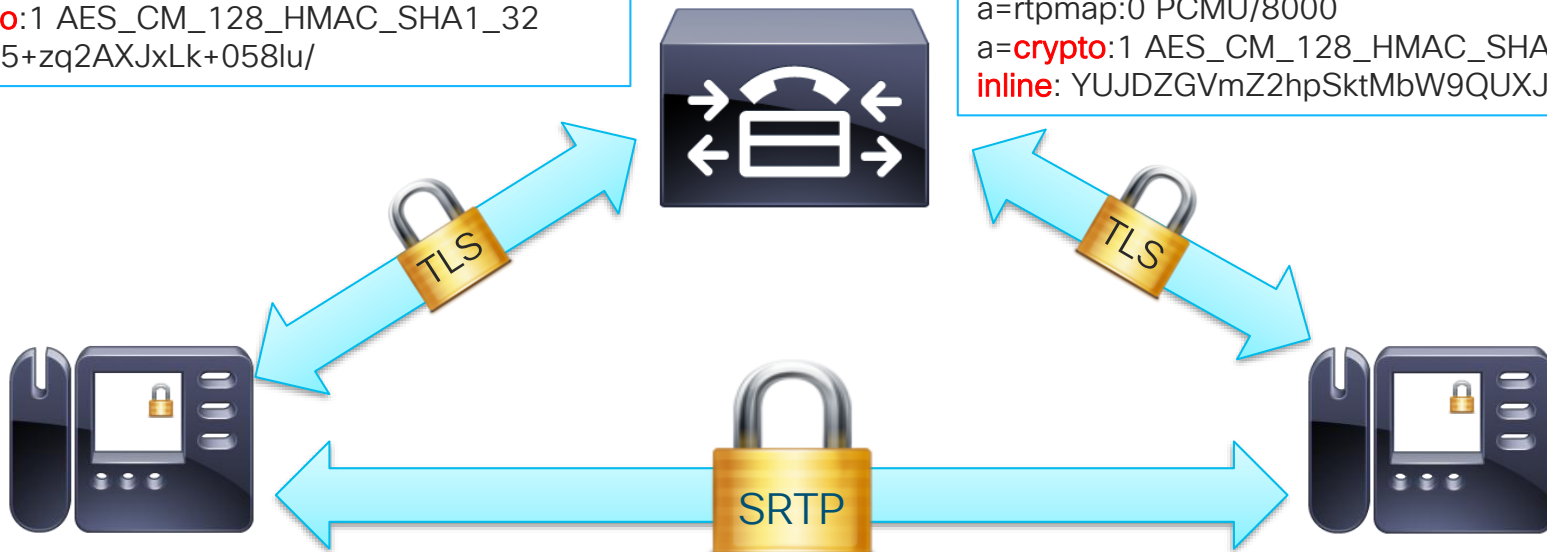 o:1 AES_CM_128_HMAC_SHA1_32
5+zq2AXJxLk+058lu/
a=rtpmap:0 PCMU/8000
a=crypto:1 AES_CM_128_HMAC_SHA
inline: YUJDZGVmZ2hpSktMbW9QUXJ
TLS
TLS
SRTP